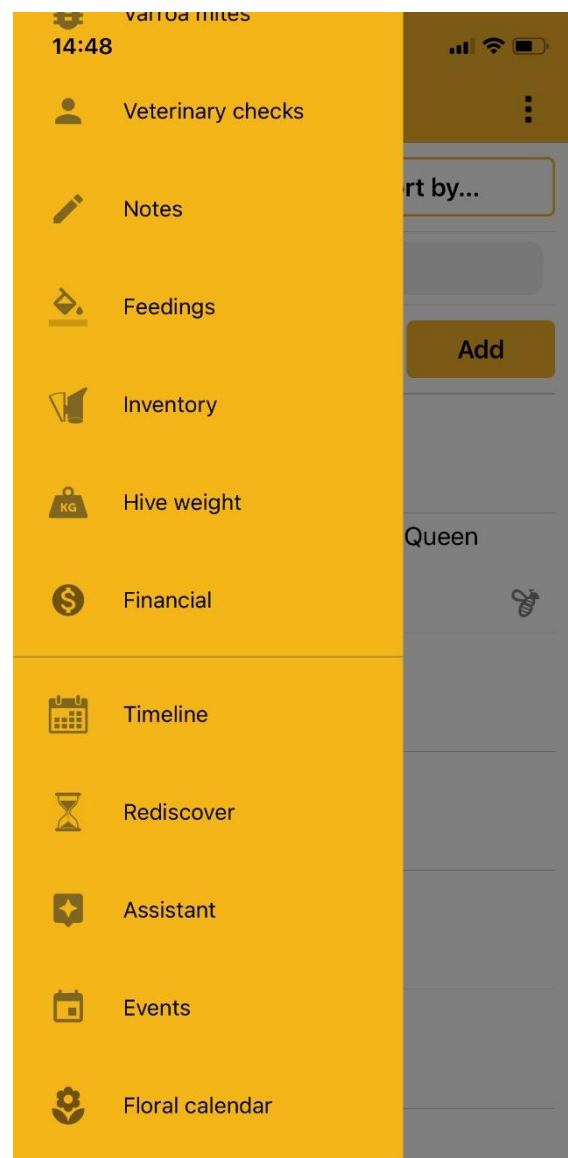 Varroa mites
14:48
Veterinary checks
Notes
rt by...
Feedings
Add
Inventory
KG
Hive weight
Queen
Financial
Timeline
Rediscover
Assistant
Events
Floral calendar